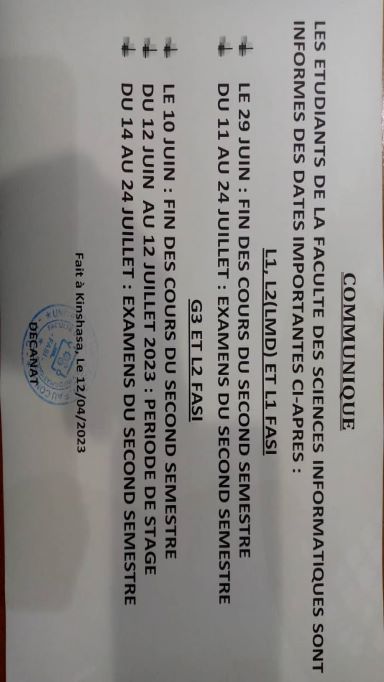 COMMUNIQUE
LES ETUDIANTS DE LA FACULTE DES SCIENCES INFORMATIQUES SONT
INFORMES DES DATES IMPORTANTES CI-APRES :
L1, L2(LMD) ET L1 FASI
LE 29 JUIN : FIN DES COURS DU SECOND SEMESTRE
DU 11 AU 24 JUILLET : EXAMENS DU SECOND SEMESTRE
G3 ET L2 FASI
LE 10 JUIN : FIN DES COURS DU SECOND SEMESTRE
DU 12 JUIN AU 12 JUILLET 2023 : PERIODE DE STAGE
DU 14 AU 24 JUILLET : EXAMENS DU SECOND SEMESTRE
Fait à Kinshasa, Le 12/04/2023
FASI
DECANAT